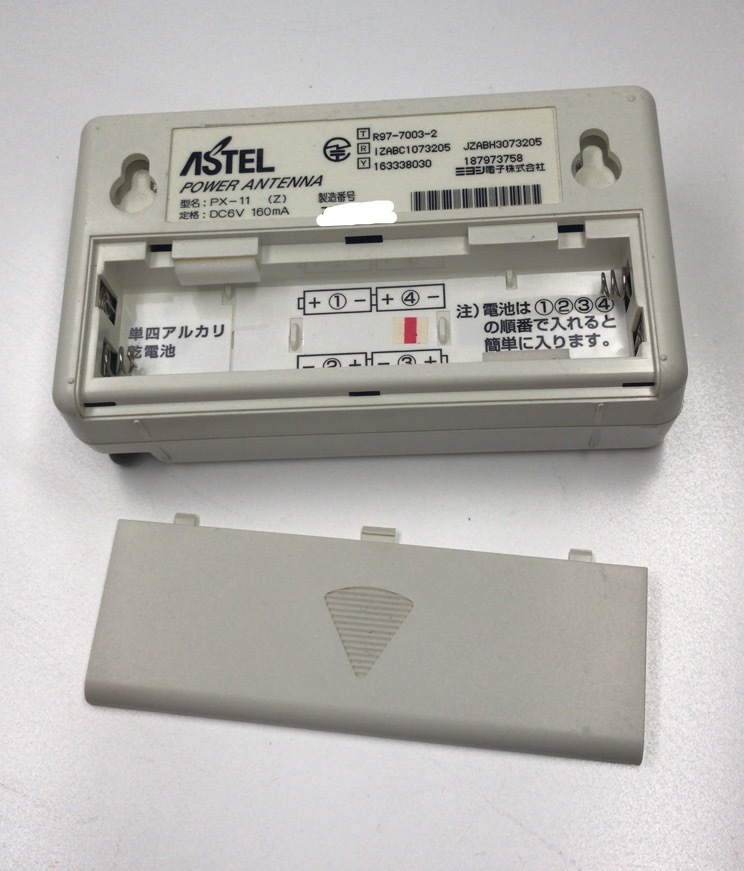 ASTEL
POWER ANTENNA
型名：PX-11 (Z)
定格：DC6V 160mA
製造番号
T R97-7003-2
R IZABC1073205 JZABH3073205
Y 163338030 187973758
ミヨシ電子株式会社
+ ① − + ④ −
単四アルカリ
乾電池
注）電池は①②③④
の順番で入れると
簡単に入ります。
− ② + − ③ +